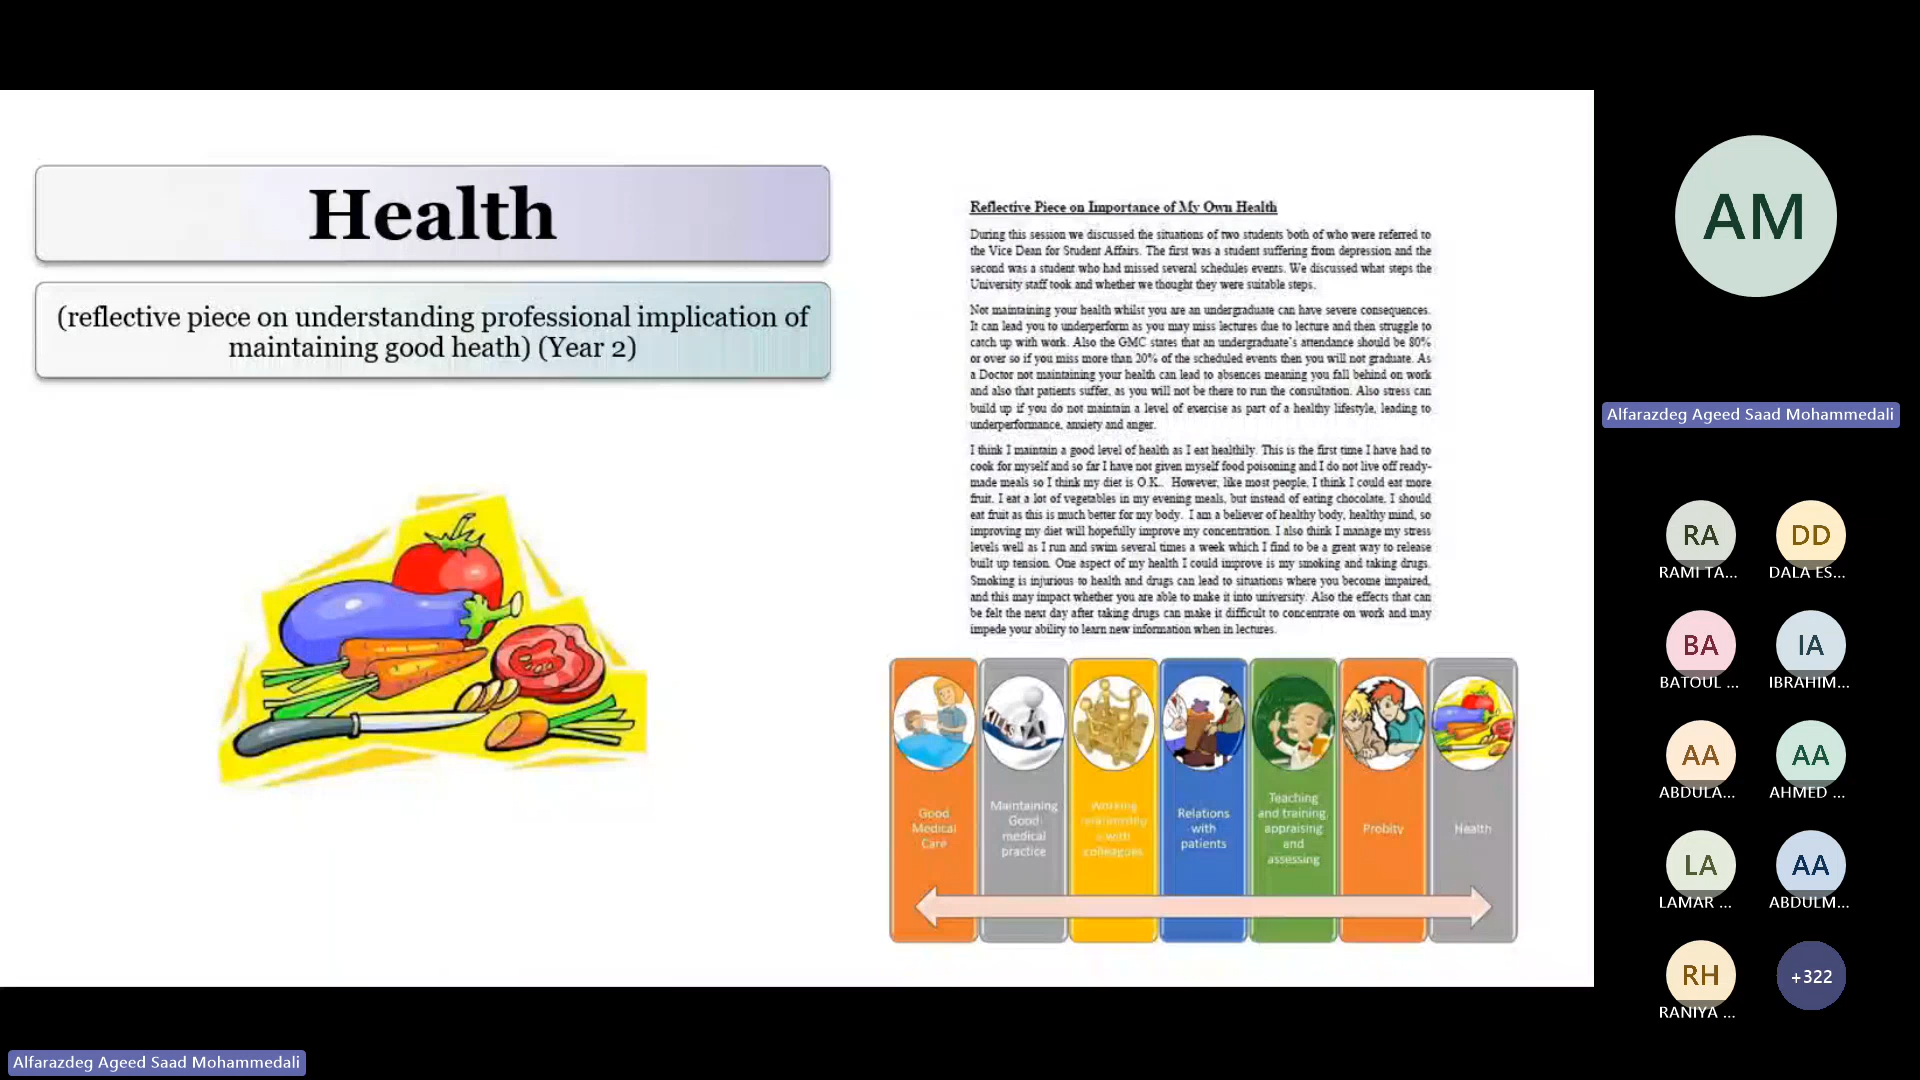 Health
(reflective piece on understanding professional implication of
maintaining good heath) (Year 2)
Reflective Piece on Importance of My Own Health
During this session we discussed the situations of two students both of who were referred to
the Vice Dean for Student Affairs. The first was a student suffering from depression and the
second was a student who had missed several schedules events. We discussed what steps the
University staff took and whether we thought they were suitable steps.
Not maintaining your health whilst you are an undergraduate can have severe consequences.
It can lead you to underperform as you may miss lectures due to lecture and then struggle to
catch up with work. Also the GMC states that an undergraduate's attendance should be 80%
or over so if you miss more than 20% of the scheduled events then you will not graduate. As
a Doctor not maintaining your health can lead to absences meaning you fall behind on work
and also that patients suffer, as you will not be there to run the consultation. Also stress can
build up if you do not maintain a level of exercise as part of a healthy lifestyle, leading to
underperformance, anxiety and anger.
I think I maintain a good level of health as I eat healthily. This is the first time I have had to
cook for myself and so far I have not given myself food poisoning and I do not live off ready-
made meals so I think my diet is O.K.. However, like most people, I think I could eat more
fruit. I eat a lot of vegetables in my evening meals, but instead of eating chocolate, I should
eat fruit as this is much better for my body. I am a believer of healthy body, healthy mind, so
improving my diet will hopefully improve my concentration. I also think I manage my stress
levels well as I run and swim several times a week which I find to be a great way to release
built up tension. One aspect of my health I could improve is my smoking and taking drugs.
Smoking is injurious to health and drugs can lead to situations where you become impaired,
and this may impact whether you are able to make it into university. Also the effects that can
be felt the next day after taking drugs can make it difficult to concentrate on work and may
impede your ability to learn new information when in lectures.
Good
Medical
Care
Maintaining
Good
medical
practice
Working
relationship
s with
colleagues
Relations
with
patients
Teaching
and training,
appraising
and
assessing
Probity
Health
AM
Alfarazdeg Ageed Saad Mohammedali
RA
RAMI TA...
DD
DALA ES...
BA
BATOUL ...
IA
IBRAHIM...
AA
ABDULA...
AA
AHMED ...
LA
LAMAR ...
AA
ABDULM...
RH
RANIYA ...
+322
Alfarazdeg Ageed Saad Mohammedali